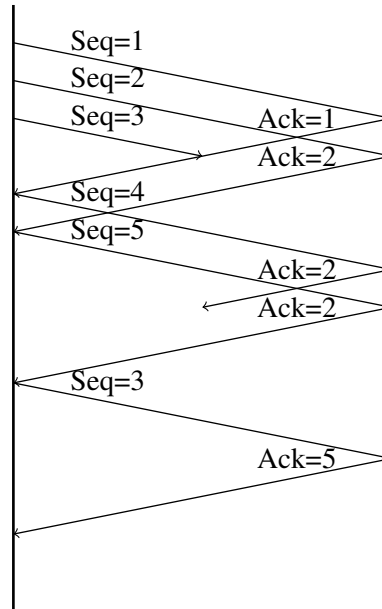 Seq=1
Seq=2
Seq=3
Ack=1
Ack=2
Seq=4
Seq=5
Ack=2
Ack=2
Seq=3
Ack=5